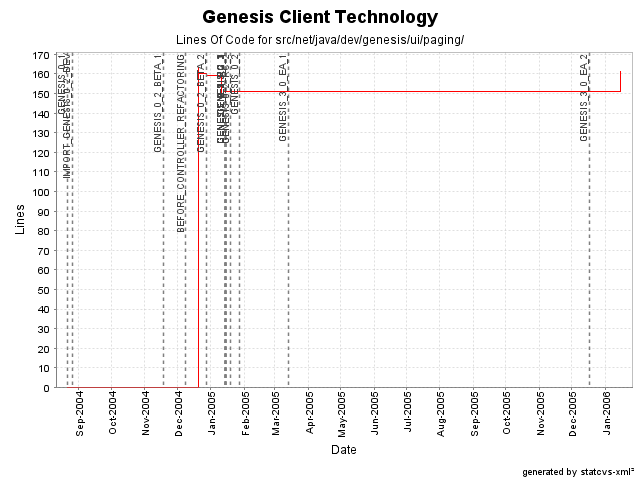 Genesis Client Technology
Lines Of Code for src/net/java/dev/genesis/ui/paging/
170
160
150
140
130
120
110
100
90
80
70
60
50
40
30
20
10
0
Lines
GENESIS_0_1
IMPORT_GENESIS_0_2_DEV
GENESIS_0_2_BETA_1
BEFORE_CONTROLLER_REFACTORING
GENESIS_0_2_BETA_2
GENESIS_0_2
GENESIS_3_0_EA_1
GENESIS_3_0_EA_2
Sep-2004
Oct-2004
Nov-2004
Dec-2004
Jan-2005
Feb-2005
Mar-2005
Apr-2005
May-2005
Jun-2005
Jul-2005
Aug-2005
Sep-2005
Oct-2005
Nov-2005
Dec-2005
Jan-2006
Date
generated by statcvs-xml²